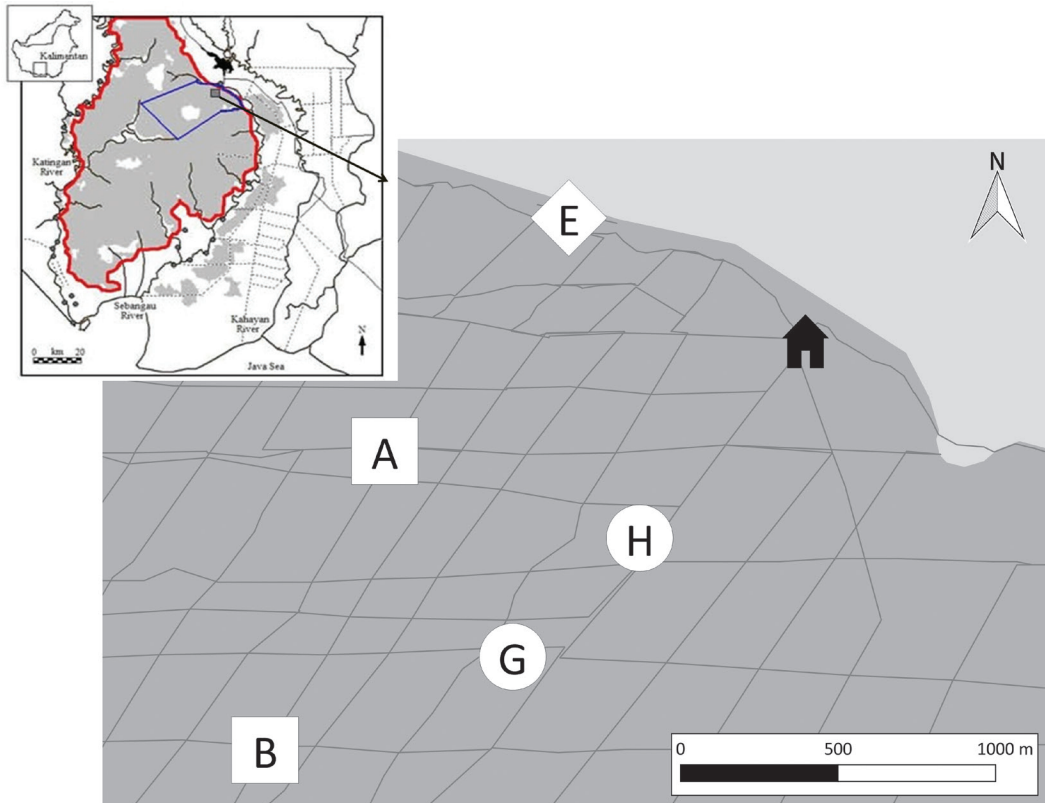 Kalimantan
Katingan
River
Sebangau
River
Kahayan
River
N
0 km 20
Java Sea
N
E
A
H
G
B
0 500 1000 m